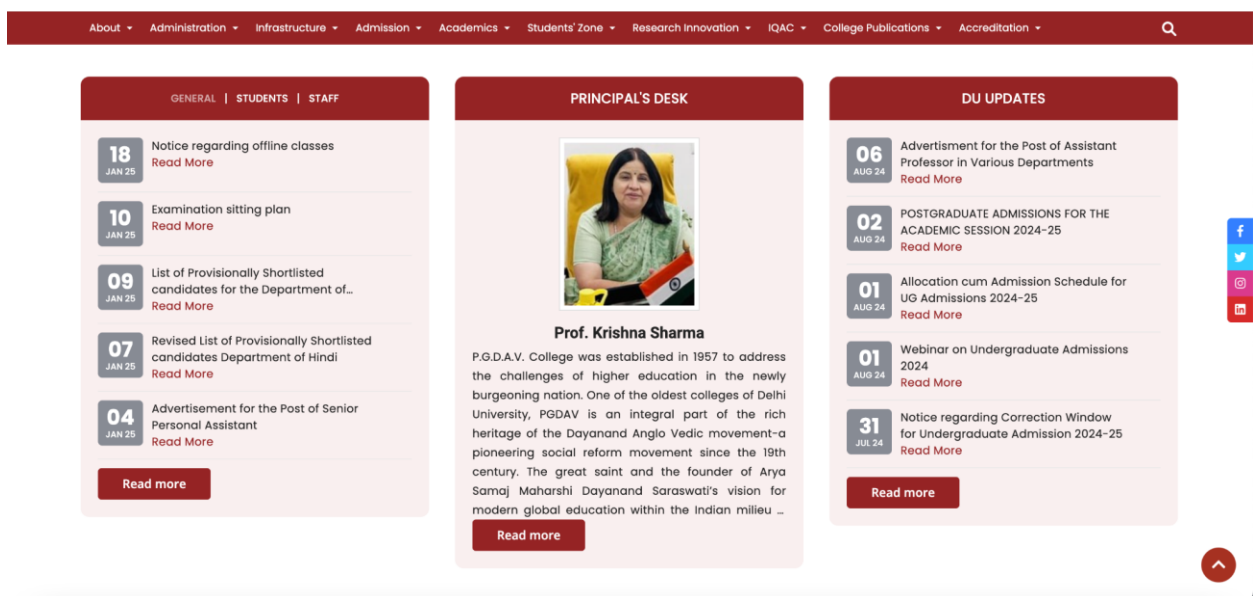 About Administration Infrastructure Admission Academics Students' Zone Research Innovation IQAC College Publications Accreditation
GENERAL | STUDENTS | STAFF
18
JAN 25
Notice regarding offline classes
Read More
10
JAN 25
Examination sitting plan
Read More
09
JAN 25
List of Provisionally Shortlisted
candidates for the Department of...
Read More
07
JAN 25
Revised List of Provisionally Shortlisted
candidates Department of Hindi
Read More
04
JAN 25
Advertisement for the Post of Senior
Personal Assistant
Read More
Read more
PRINCIPAL'S DESK
Prof. Krishna Sharma
P.G.D.A.V. College was established in 1957 to address
the challenges of higher education in the newly
burgeoning nation. One of the oldest colleges of Delhi
University, PGDAV is an integral part of the rich
heritage of the Dayanand Anglo Vedic movement-a
pioneering social reform movement since the 19th
century. The great saint and the founder of Arya
Samaj Maharshi Dayanand Saraswati's vision for
modern global education within the Indian milieu ...
Read more
DU UPDATES
06
AUG 24
Advertisment for the Post of Assistant
Professor in Various Departments
Read More
02
AUG 24
POSTGRADUATE ADMISSIONS FOR THE
ACADEMIC SESSION 2024-25
Read More
01
AUG 24
Allocation cum Admission Schedule for
UG Admissions 2024-25
Read More
01
AUG 24
Webinar on Undergraduate Admissions
2024
Read More
31
JUL 24
Notice regarding Correction Window
for Undergraduate Admission 2024-25
Read More
Read more